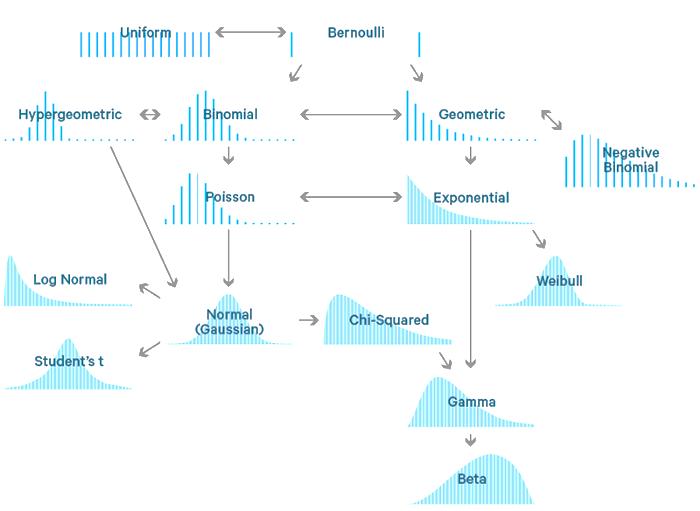 Uniform
Bernoulli
Hypergeometric
Binomial
Geometric
Negative
Binomial
Poisson
Exponential
Log Normal
Weibull
Normal
(Gaussian)
Chi-Squared
Student's t
Gamma
Beta